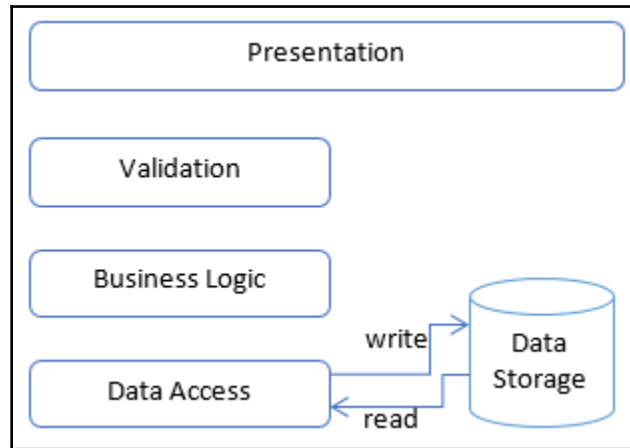 Presentation
Validation
Business Logic
write
Data
Storage
Data Access
read